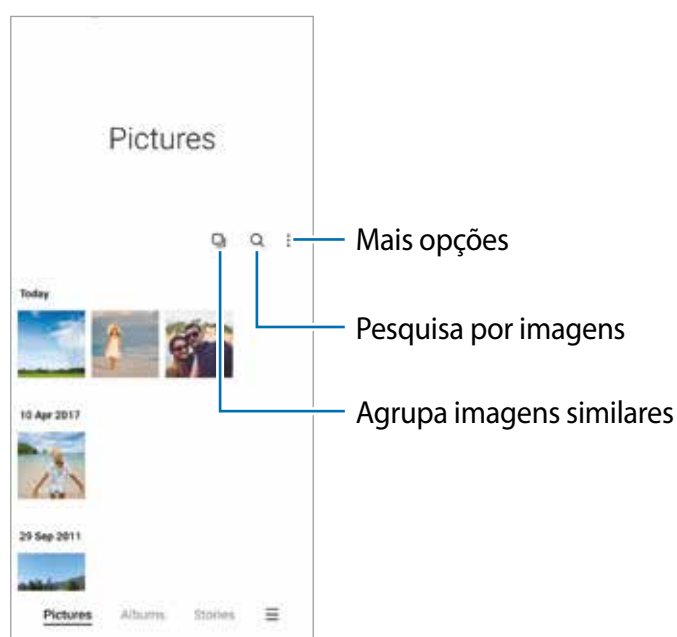 Pictures
Mais opções
Today
Pesquisa por imagens
Agrupa imagens similares
10 Apr 2017
29 Sep 2011
Pictures Albums Stories